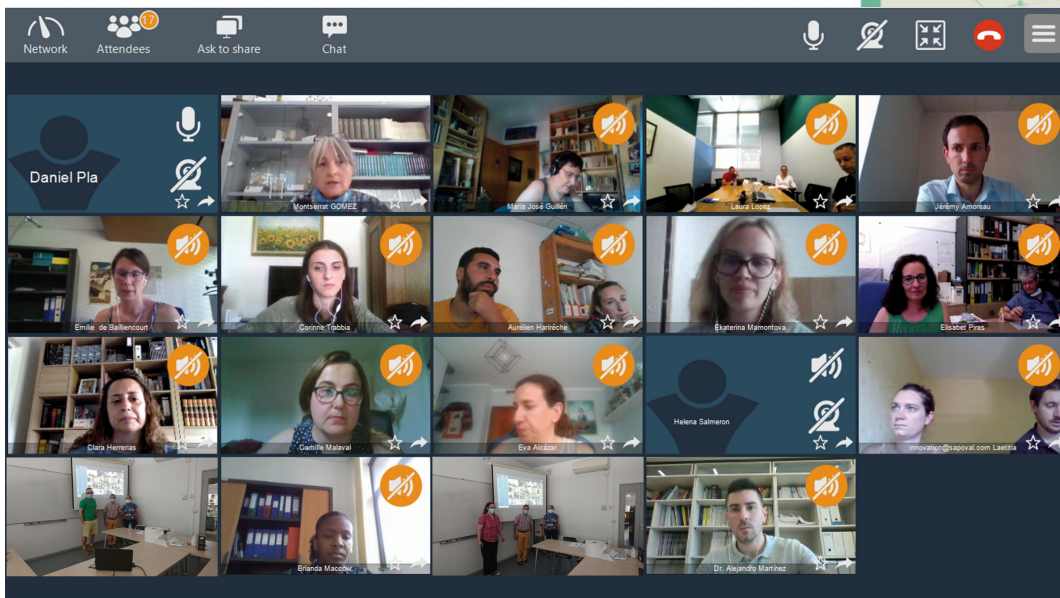 17
Network
Attendees
Ask to share
Chat
Daniel Pla
Montserrat GOMEZ
Maria José Guillén
Laura Lopez
Jérémy Amoreau
Emilie de Bailliencourt
Corinne Trabbia
Aurélien Harirèche
Ekaterina Mamontova
Elisabet Pires
Clara Herrerias
Camille Malaval
Eva Alcázar
Helena Salmeron
innovation@sapoval.com Laetitia
Brianda Maccow
Dr. Alejandro Martinez